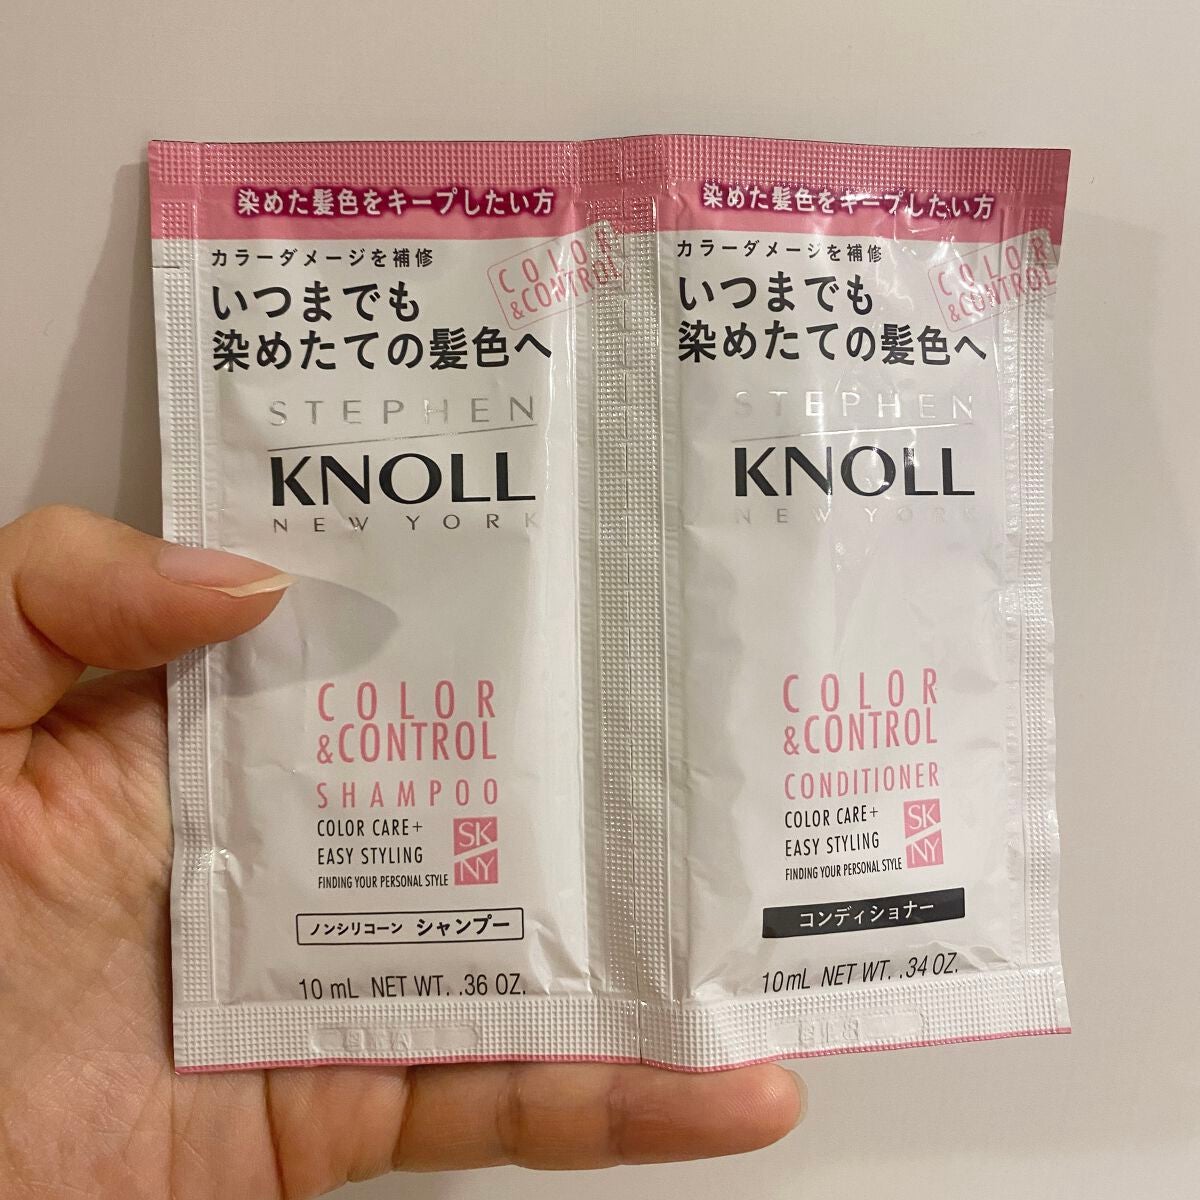 染めた髪色をキープしたい方
カラーダメージを補修
COLOR
&CONTROL
いつまでも
染めたての髪色へ
STEPHEN
KNOLL
NEW YORK
COLOR
&CONTROL
SHAMPOO
COLOR CARE+
EASY STYLING
FINDING YOUR PERSONAL STYLE
SK
NY
ノンシリコーン シャンプー
10 mL NET WT. .36 OZ.
染めた髪色をキープしたい方
カラーダメージを補修
COLOR
&CONTROL
いつまでも
染めたての髪色へ
STEPHEN
KNOLL
NEW YORK
COLOR
&CONTROL
CONDITIONER
COLOR CARE+
EASY STYLING
FINDING YOUR PERSONAL STYLE
SK
NY
コンディショナー
10 mL NET WT. .34 OZ.